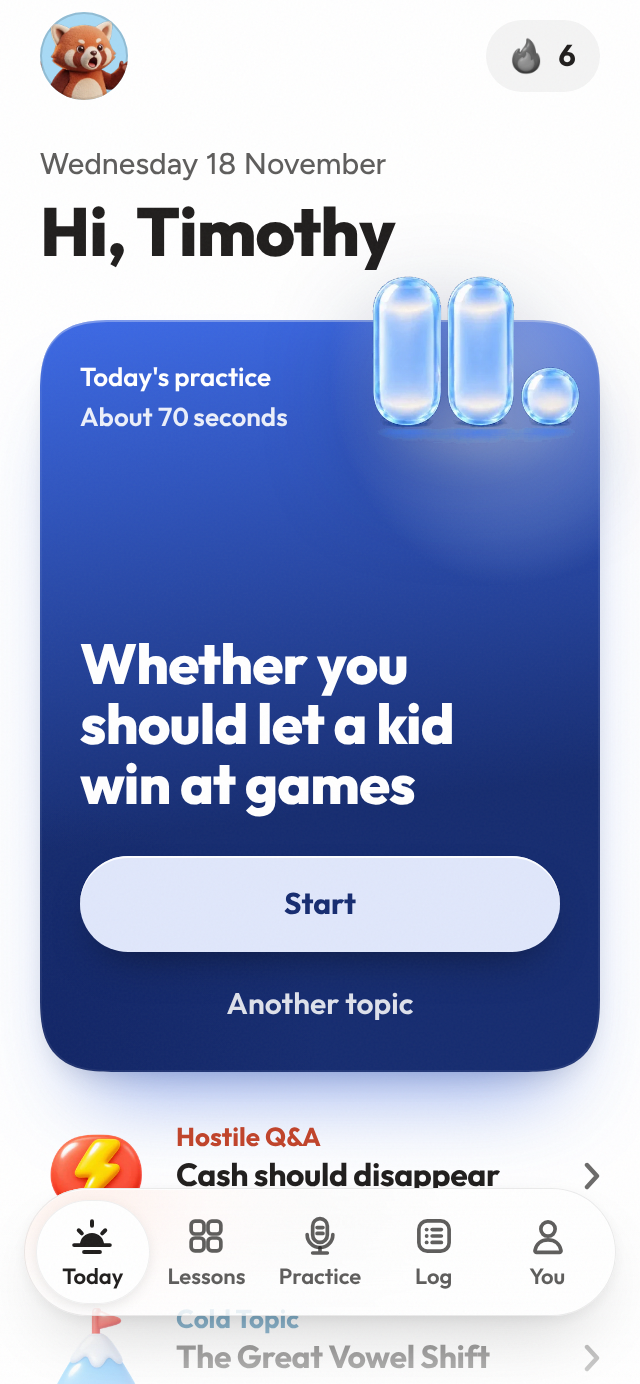 6
Wednesday 18 November
Hi, Timothy
Today's practice
About 70 seconds
Whether you
should let a kid
win at games
Start
Another topic
Hostile Q&A
Cash should disappear
Today
Lessons
Practice
Log
You
Cold Topic
The Great Vowel Shift